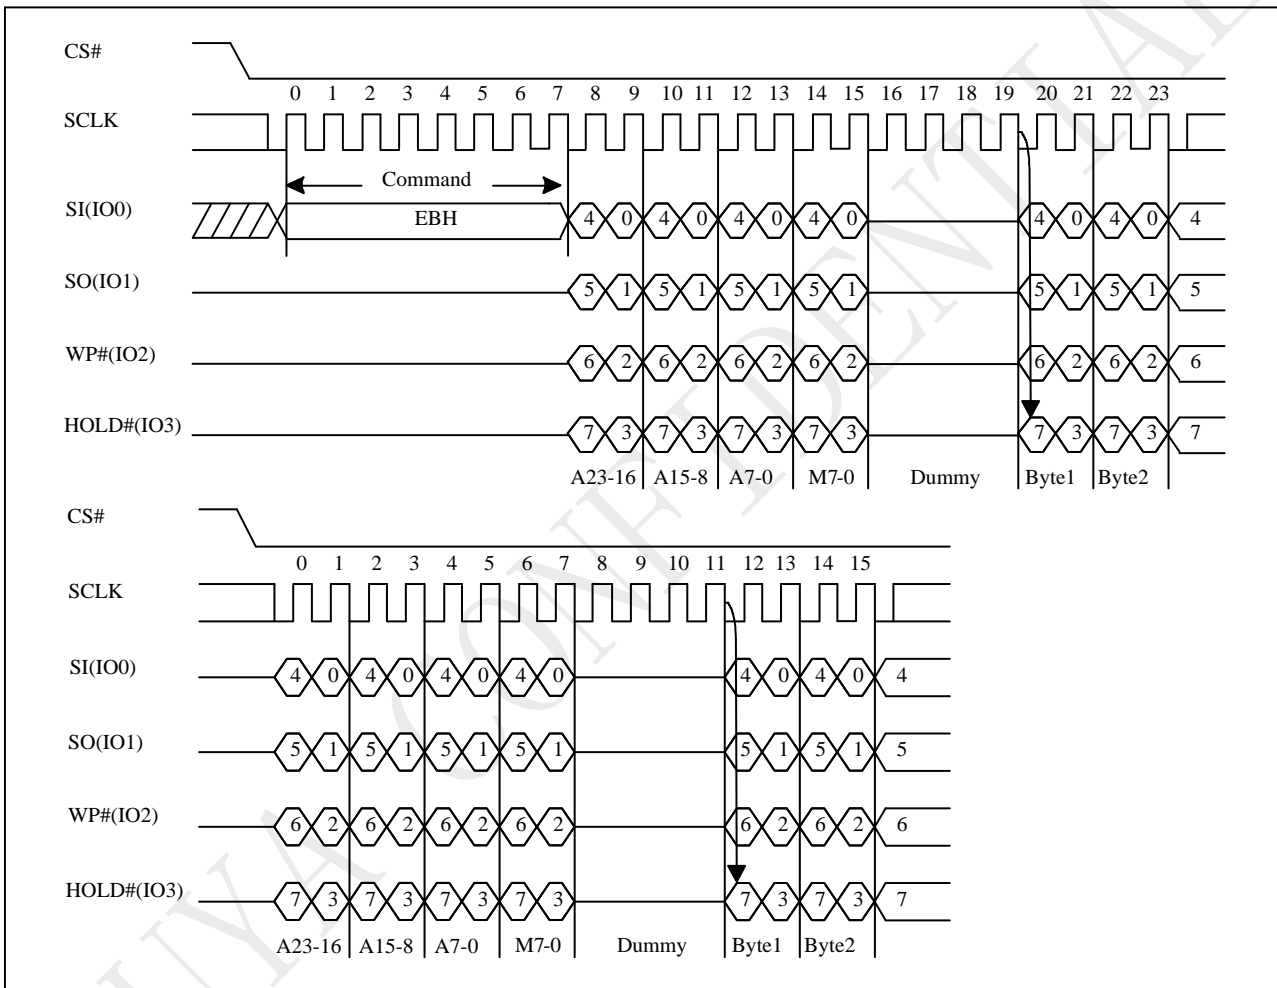 CS#
0 1 2 3 4 5 6 7 8 9 10 11 12 13 14 15 16 17 18 19 20 21 22 23
SCLK
Command
SI(IO0) EBH 4 0 4 0 4 0 4 0 4 0 4 0 4
SO(IO1) 5 1 5 1 5 1 5 1 5 1 5 1 5
WP#(IO2) 6 2 6 2 6 2 6 2 6 2 6 2 6
HOLD#(IO3) 7 3 7 3 7 3 7 3 7 3 7 3 7
A23-16 A15-8 A7-0 M7-0 Dummy Byte1 Byte2
CS#
0 1 2 3 4 5 6 7 8 9 10 11 12 13 14 15
SCLK
SI(IO0) 4 0 4 0 4 0 4 0 4 0 4 0 4
SO(IO1) 5 1 5 1 5 1 5 1 5 1 5 1 5
WP#(IO2) 6 2 6 2 6 2 6 2 6 2 6 2 6
HOLD#(IO3) 7 3 7 3 7 3 7 3 7 3 7 3 7
A23-16 A15-8 A7-0 M7-0 Dummy Byte1 Byte2
UYA CONFIDENTIAL